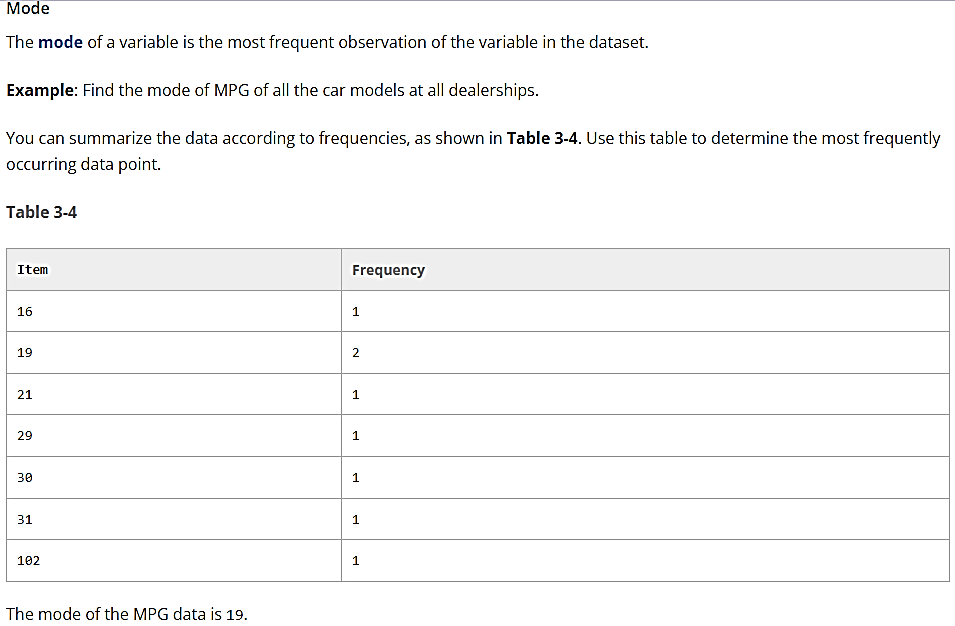 Mode
The mode of a variable is the most frequent observation of the variable in the dataset.
Example: Find the mode of MPG of all the car models at all dealerships.
You can summarize the data according to frequencies, as shown in Table 3-4. Use this table to determine the most frequently
occurring data point.
Table 3-4
Item Frequency
16 1
19 2
21 1
29 1
30 1
31 1
102 1
The mode of the MPG data is 19.